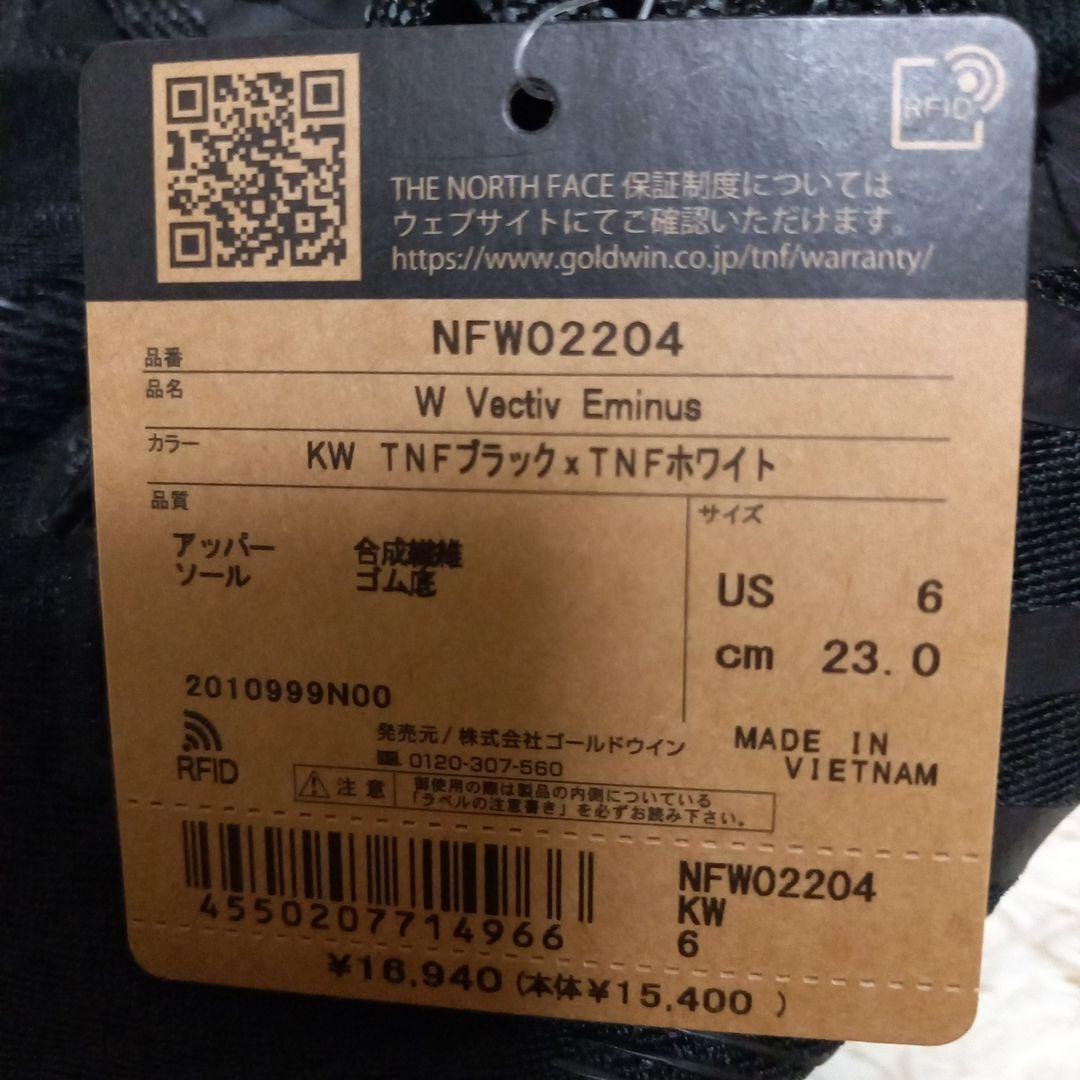 RFID
THE NORTH FACE 保証制度については
ウェブサイトにてご確認いただけます。
https://www.goldwin.co.jp/tnf/warranty/
品番 NFW02204
品名 W Vectiv Eminus
カラー KW TNFブラックxTNFホワイト
品質
アッパー 合成繊維
ソール ゴム底
サイズ
US 6
cm 23.0
2010999N00
RFID
発売元/株式会社ゴールドウイン
0120-307-560
MADE IN
VIETNAM
注意
御使用の際は製品の内側についている
「ラベルの注意書き」を必ずお読み下さい。
4550207714966
NFW02204
KW
6
¥16,940(本体¥15,400 )